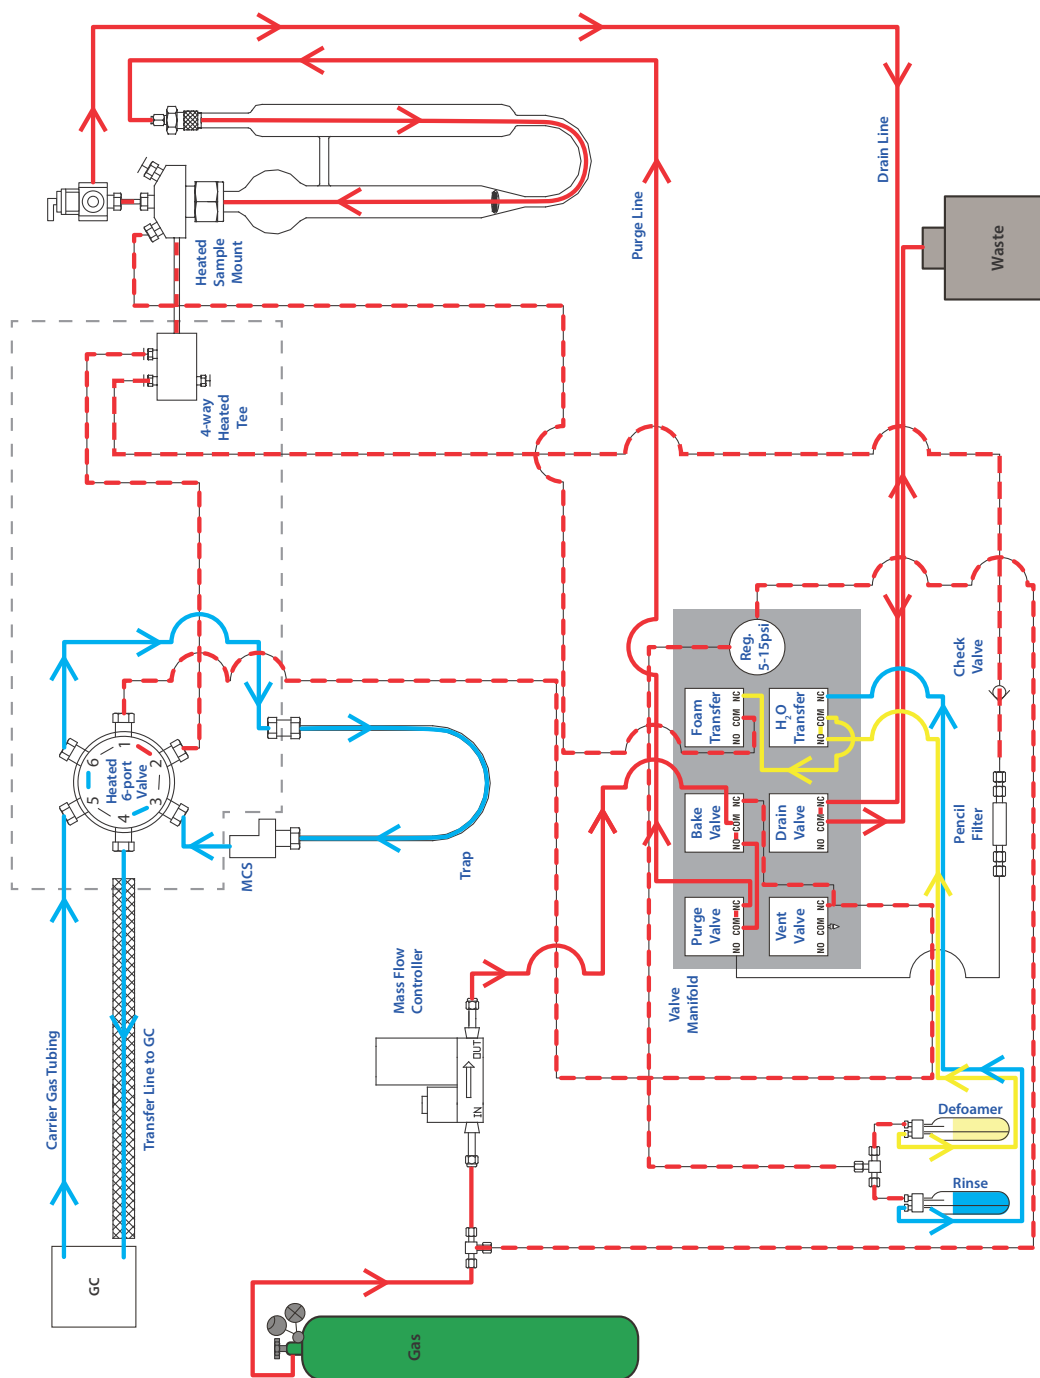 GC
Carrier Gas Tubing
Transfer Line to GC
Heated
6-port
Valve
1
2
3
4
5
6
MCS
Trap
4-way
Heated
Tee
Heated
Sample
Mount
Purge Line
Drain Line
Waste
Gas
Mass Flow
Controller
IN
OUT
Valve
Manifold
Purge
Valve
NO COM NC
Bake
Valve
NO COM NC
Foam
Transfer
NO COM NC
Vent
Valve
NO COM NC
Drain
Valve
NO COM NC
H2O
Transfer
NO COM NC
Reg.
5-15psi
Check
Valve
Pencil
Filter
Defoamer
Rinse